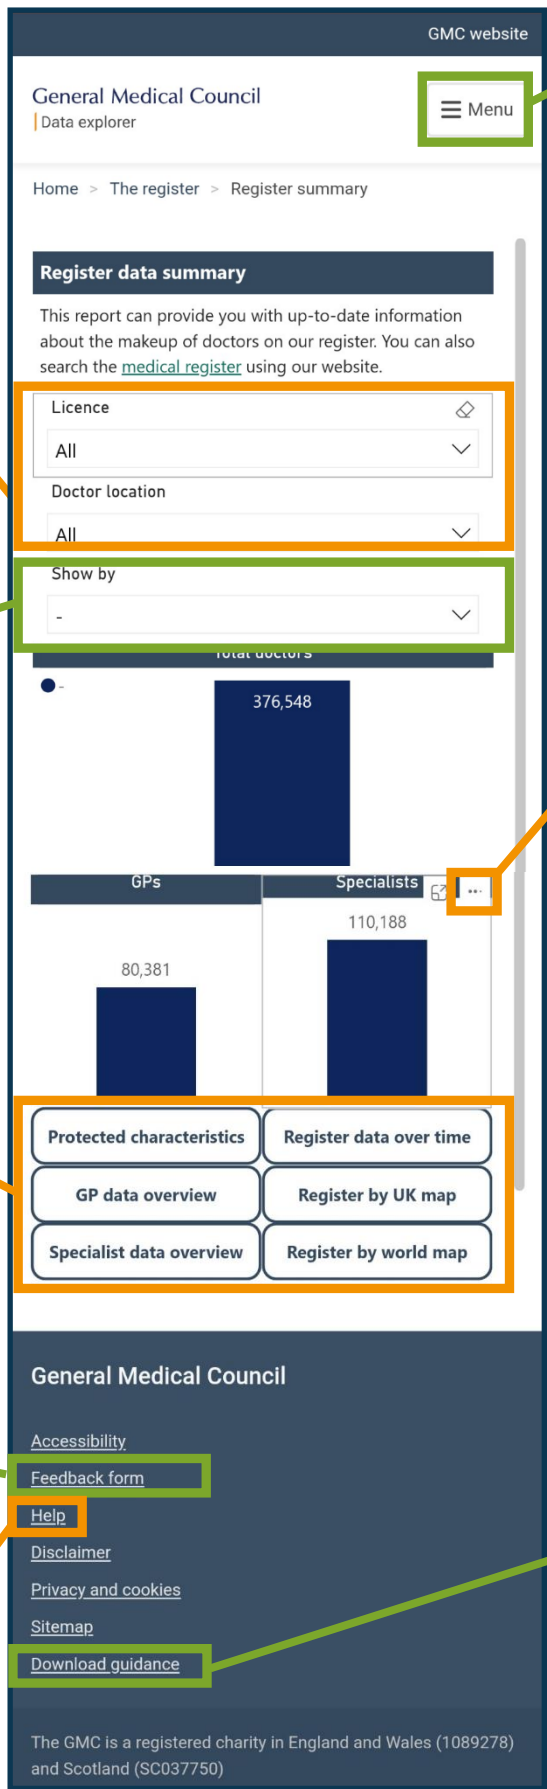 GMC website
General Medical Council
Data explorer
Menu
Home > The register > Register summary
Register data summary
This report can provide you with up-to-date information
about the makeup of doctors on our register. You can also
search the medical register using our website.
Licence
All
Doctor location
All
Show by
-
Total doctors
-
376,548
GPs
Specialists
110,188
80,381
Protected characteristics
Register data over time
GP data overview
Register by UK map
Specialist data overview
Register by world map
General Medical Council
Accessibility
Feedback form
Help
Disclaimer
Privacy and cookies
Sitemap
Download guidance
The GMC is a registered charity in England and Wales (1089278)
and Scotland (SC037750)